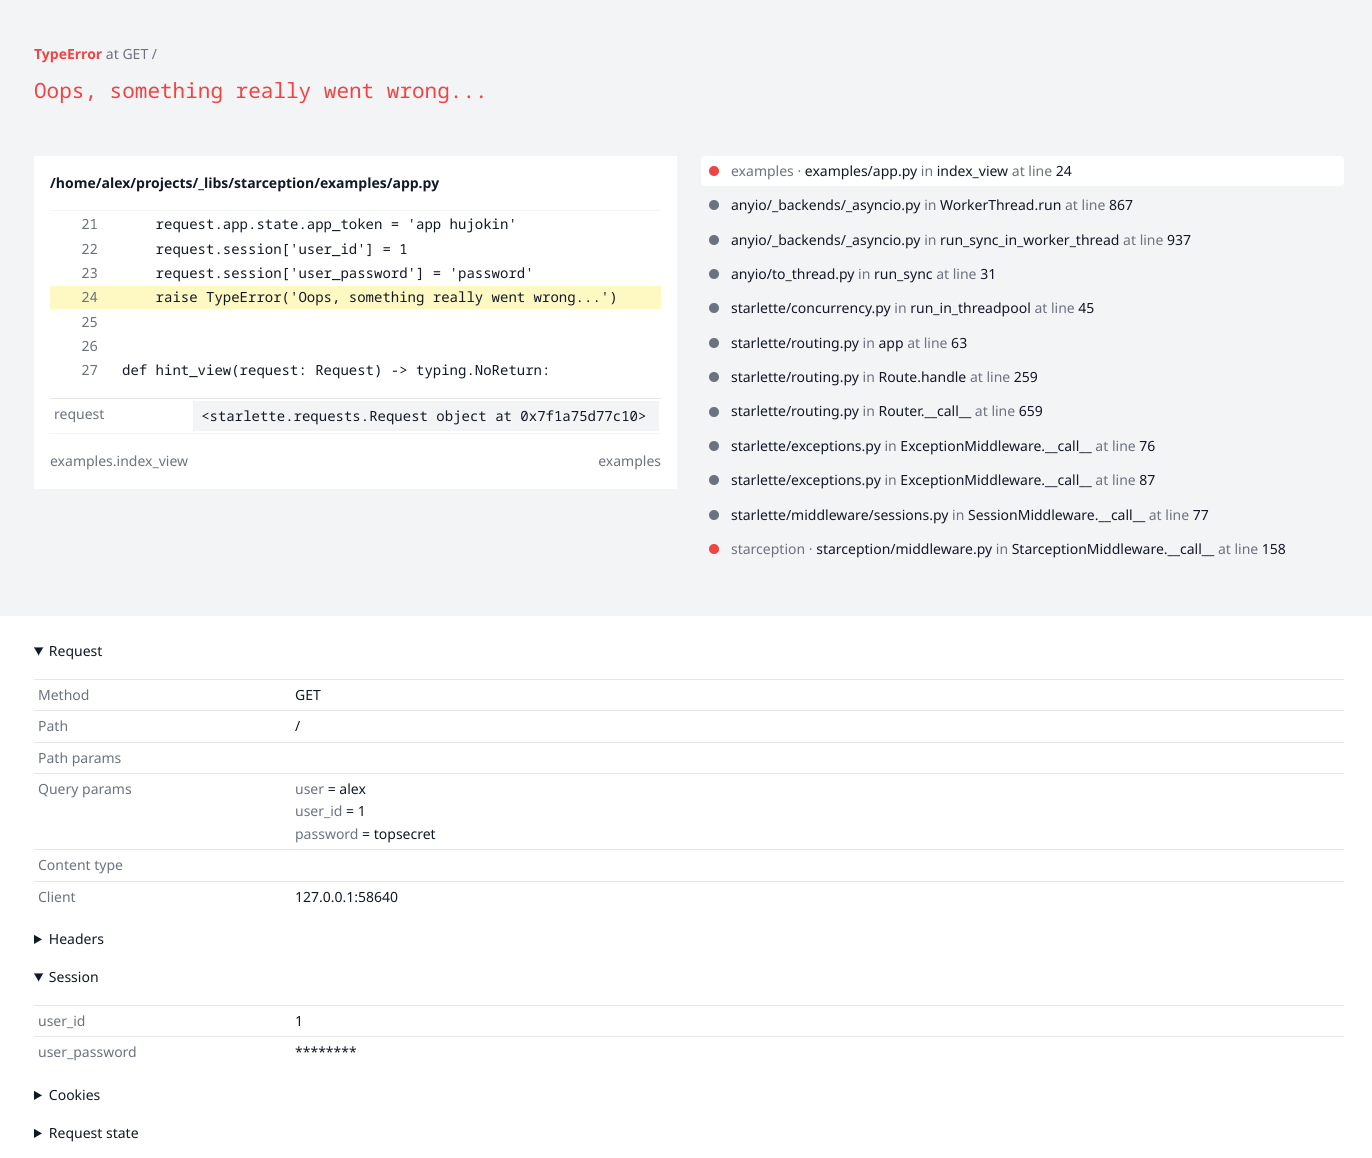 TypeError at GET /
Oops, something really went wrong...
/home/alex/projects/_libs/starception/examples/app.py
21 request.app.state.app_token = 'app hujokin'
22 request.session['user_id'] = 1
23 request.session['user_password'] = 'password'
24 raise TypeError('Oops, something really went wrong...')
25
26
27 def hint_view(request: Request) -> typing.NoReturn:
request <starlette.requests.Request object at 0x7f1a75d77c10>
examples.index_view examples
examples · examples/app.py in index_view at line 24
anyio/_backends/_asyncio.py in WorkerThread.run at line 867
anyio/_backends/_asyncio.py in run_sync_in_worker_thread at line 937
anyio/to_thread.py in run_sync at line 31
starlette/concurrency.py in run_in_threadpool at line 45
starlette/routing.py in app at line 63
starlette/routing.py in Route.handle at line 259
starlette/routing.py in Router.__call__ at line 659
starlette/exceptions.py in ExceptionMiddleware.__call__ at line 76
starlette/exceptions.py in ExceptionMiddleware.__call__ at line 87
starlette/middleware/sessions.py in SessionMiddleware.__call__ at line 77
starception · starception/middleware.py in StarceptionMiddleware.__call__ at line 158
▼ Request
Method GET
Path /
Path params
Query params user = alex
user_id = 1
password = topsecret
Content type
Client 127.0.0.1:58640
▶ Headers
▼ Session
user_id 1
user_password ********
▶ Cookies
▶ Request state